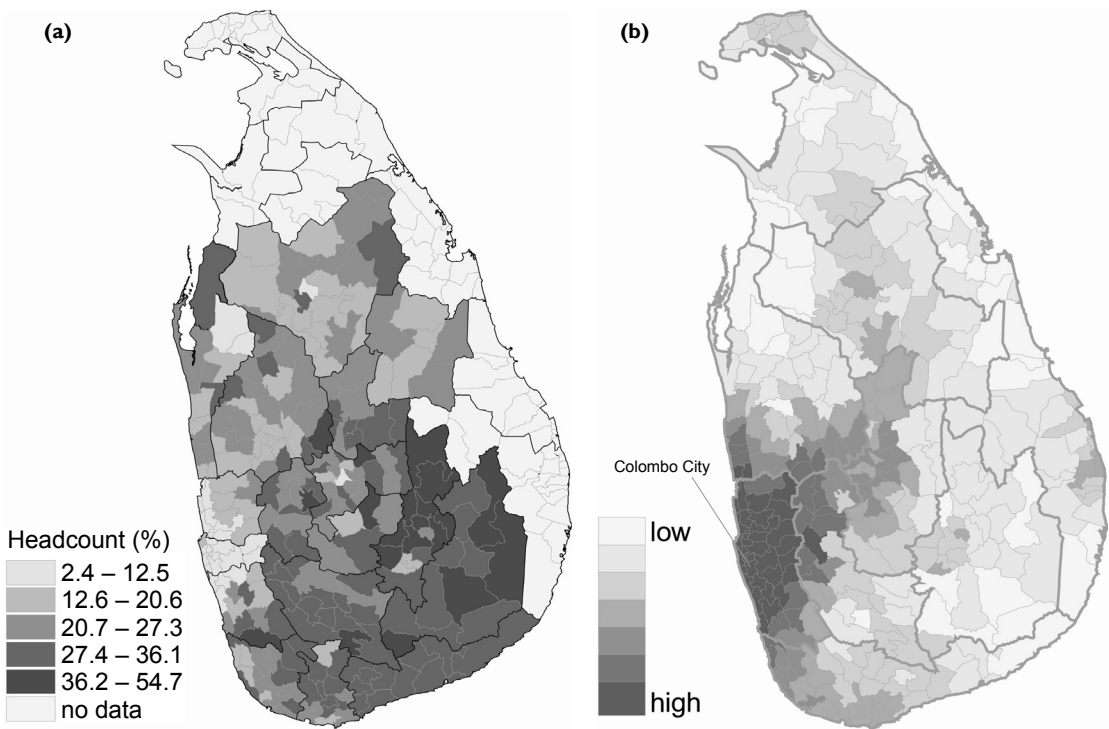 (a)
Headcount (%)
2.4 – 12.5
12.6 – 20.6
20.7 – 27.3
27.4 – 36.1
36.2 – 54.7
no data
(b)
Colombo City
low
high